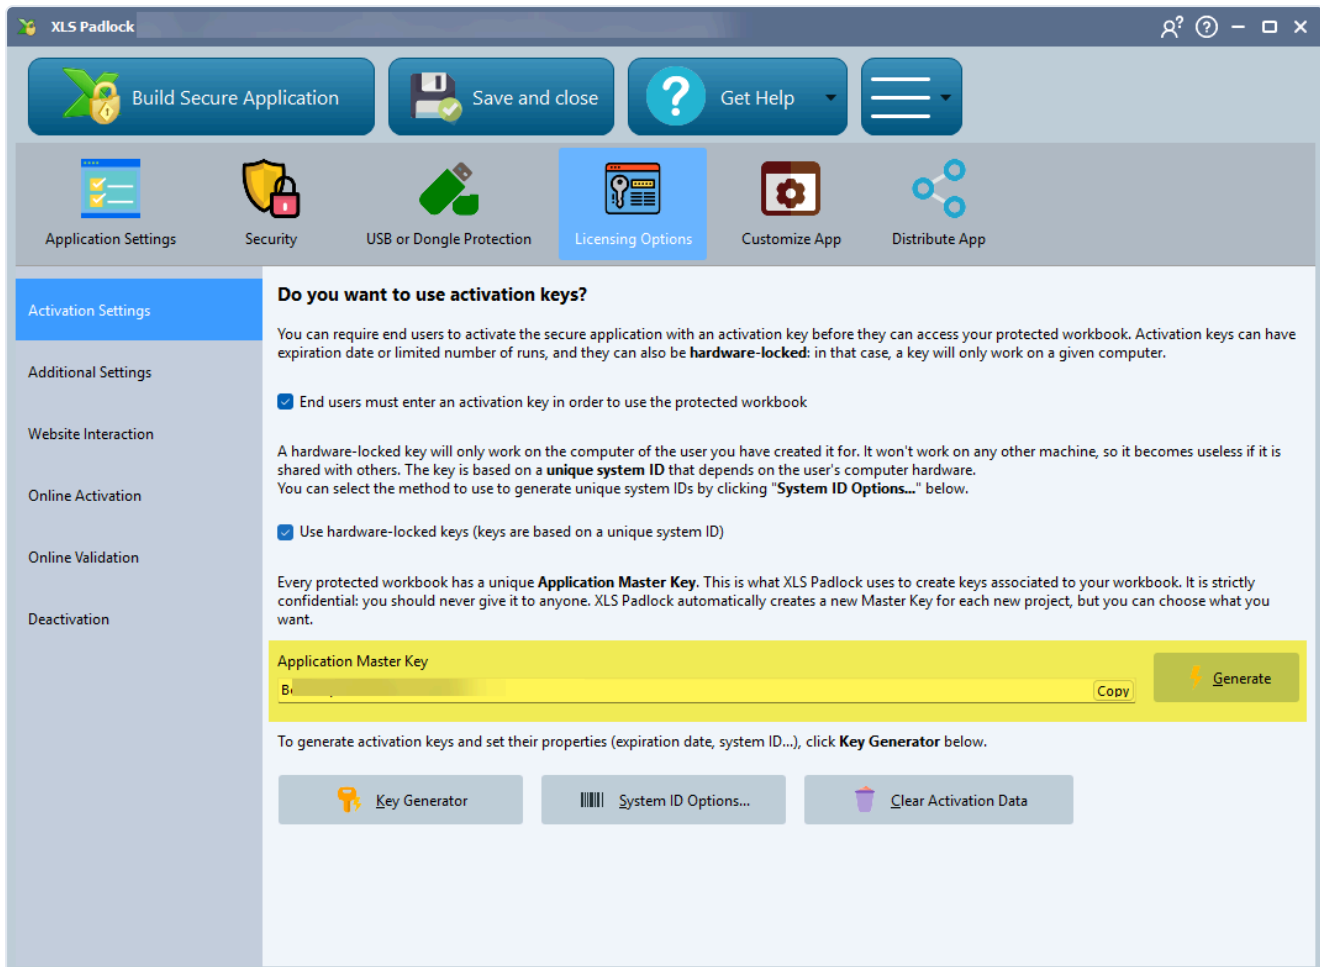 XLS Padlock
Build Secure Application
Save and close
Get Help
Application Settings
Security
USB or Dongle Protection
Licensing Options
Customize App
Distribute App
Activation Settings
Additional Settings
Website Interaction
Online Activation
Online Validation
Deactivation
Do you want to use activation keys?
You can require end users to activate the secure application with an activation key before they can access your protected workbook. Activation keys can have
expiration date or limited number of runs, and they can also be hardware-locked: in that case, a key will only work on a given computer.
End users must enter an activation key in order to use the protected workbook
A hardware-locked key will only work on the computer of the user you have created it for. It won't work on any other machine, so it becomes useless if it is
shared with others. The key is based on a unique system ID that depends on the user's computer hardware.
You can select the method to use to generate unique system IDs by clicking "System ID Options..." below.
Use hardware-locked keys (keys are based on a unique system ID)
Every protected workbook has a unique Application Master Key. This is what XLS Padlock uses to create keys associated to your workbook. It is strictly
confidential: you should never give it to anyone. XLS Padlock automatically creates a new Master Key for each new project, but you can choose what you
want.
Application Master Key
Copy
Generate
To generate activation keys and set their properties (expiration date, system ID...), click Key Generator below.
Key Generator
System ID Options...
Clear Activation Data